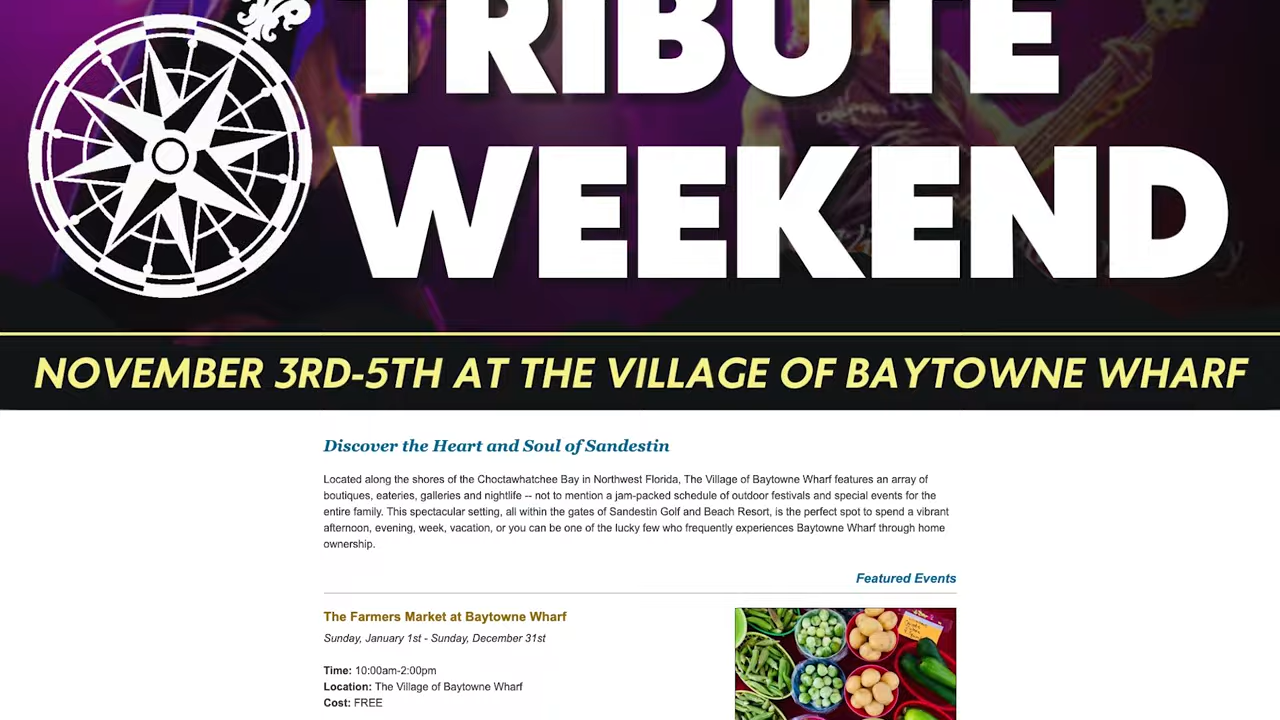 TRIBUTE
WEEKEND
NOVEMBER 3RD-5TH AT THE VILLAGE OF BAYTOWNE WHARF
Discover the Heart and Soul of Sandestin
Located along the shores of the Choctawhatchee Bay in Northwest Florida, The Village of Baytowne Wharf features an array of
boutiques, eateries, galleries and nightlife -- not to mention a jam-packed schedule of outdoor festivals and special events for the
entire family. This spectacular setting, all within the gates of Sandestin Golf and Beach Resort, is the perfect spot to spend a vibrant
afternoon, evening, week, vacation, or you can be one of the lucky few who frequently experiences Baytowne Wharf through home
ownership.
Featured Events
The Farmers Market at Baytowne Wharf
Sunday, January 1st - Sunday, December 31st
Time: 10:00am-2:00pm
Location: The Village of Baytowne Wharf
Cost: FREE